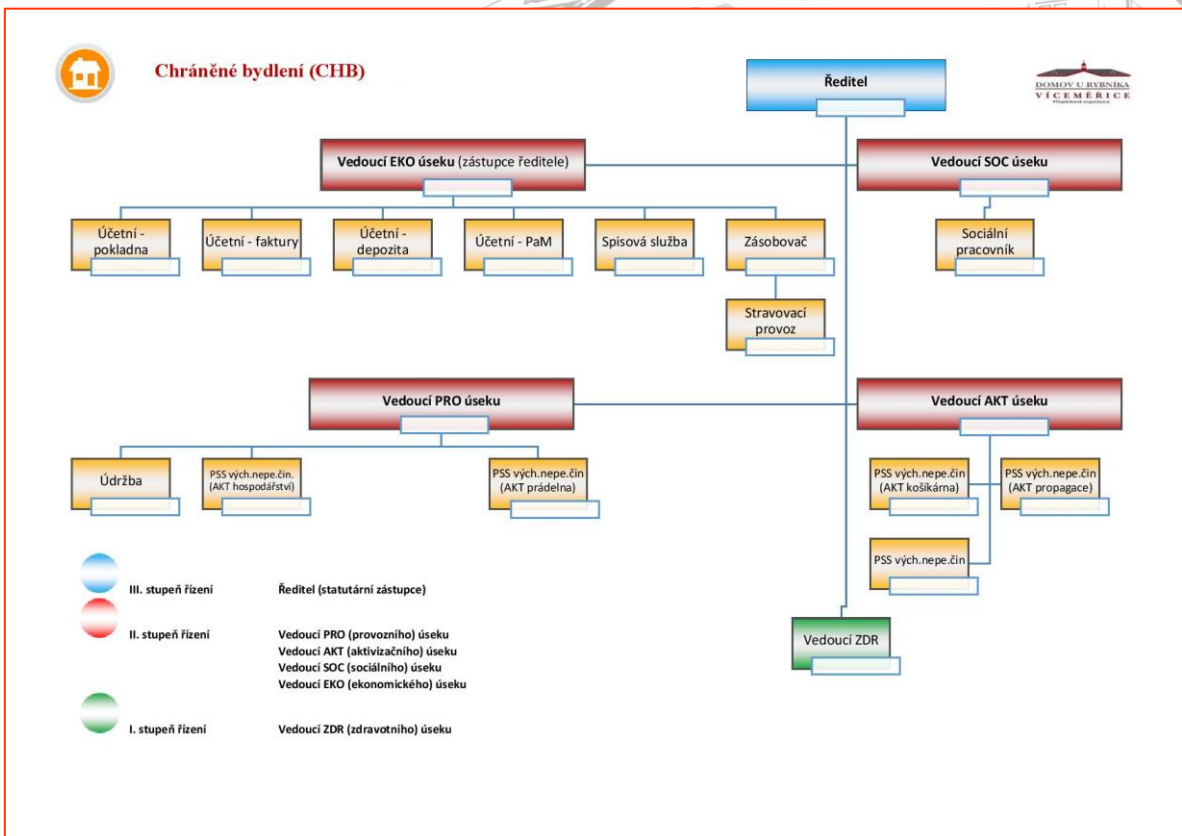 Chráněné bydlení (CHB)
Ředitel
DOMOV U RYBNÍKA
VÍCEMĚŘICE
Příspěvková organizace
Vedoucí EKO úseku (zástupce ředitele)
Vedoucí SOC úseku
Účetní -
pokladna
Účetní - faktury
Účetní -
depozita
Účetní - PaM
Spisová služba
Zásobovač
Sociální
pracovník
Stravovací
provoz
Vedoucí PRO úseku
Vedoucí AKT úseku
Údržba
PSS vých.nepe.čin.
(AKT hospodářství)
PSS vých.nepe.čin
(AKT prádelna)
PSS vých.nepe.čin
(AKT košíkárna)
PSS vých.nepe.čin
(AKT propagace)
PSS vých.nepe.čin
Vedoucí ZDR
III. stupeň řízení Ředitel (statutární zástupce)
II. stupeň řízení Vedoucí PRO (provozního) úseku
Vedoucí AKT (aktivizačního) úseku
Vedoucí SOC (sociálního) úseku
Vedoucí EKO (ekonomického) úseku
I. stupeň řízení Vedoucí ZDR (zdravotního) úseku